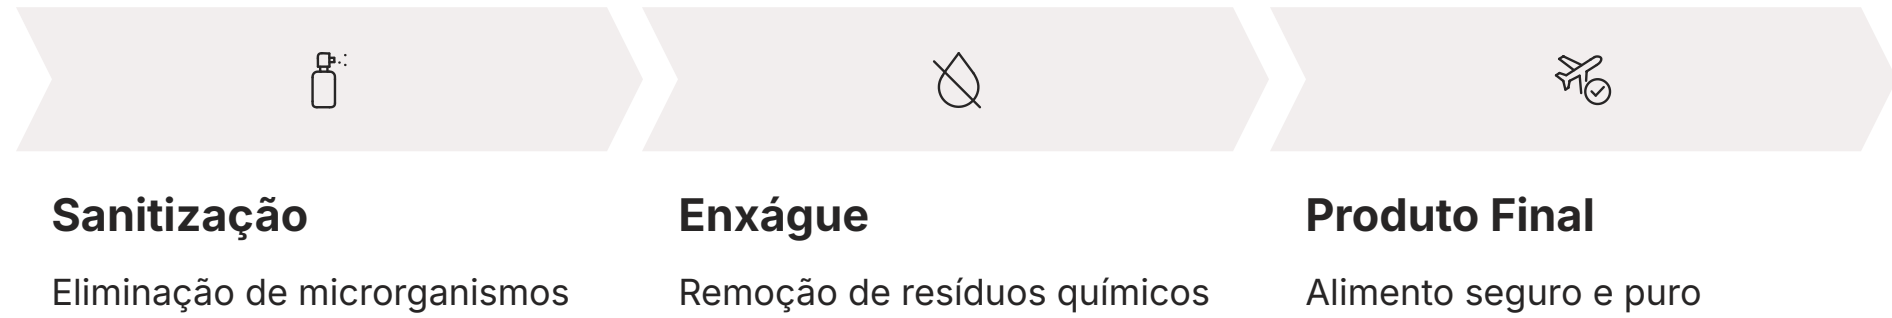 Sanitização
Enxágue
Produto Final
Eliminação de microrganismos
Remoção de resíduos químicos
Alimento seguro e puro